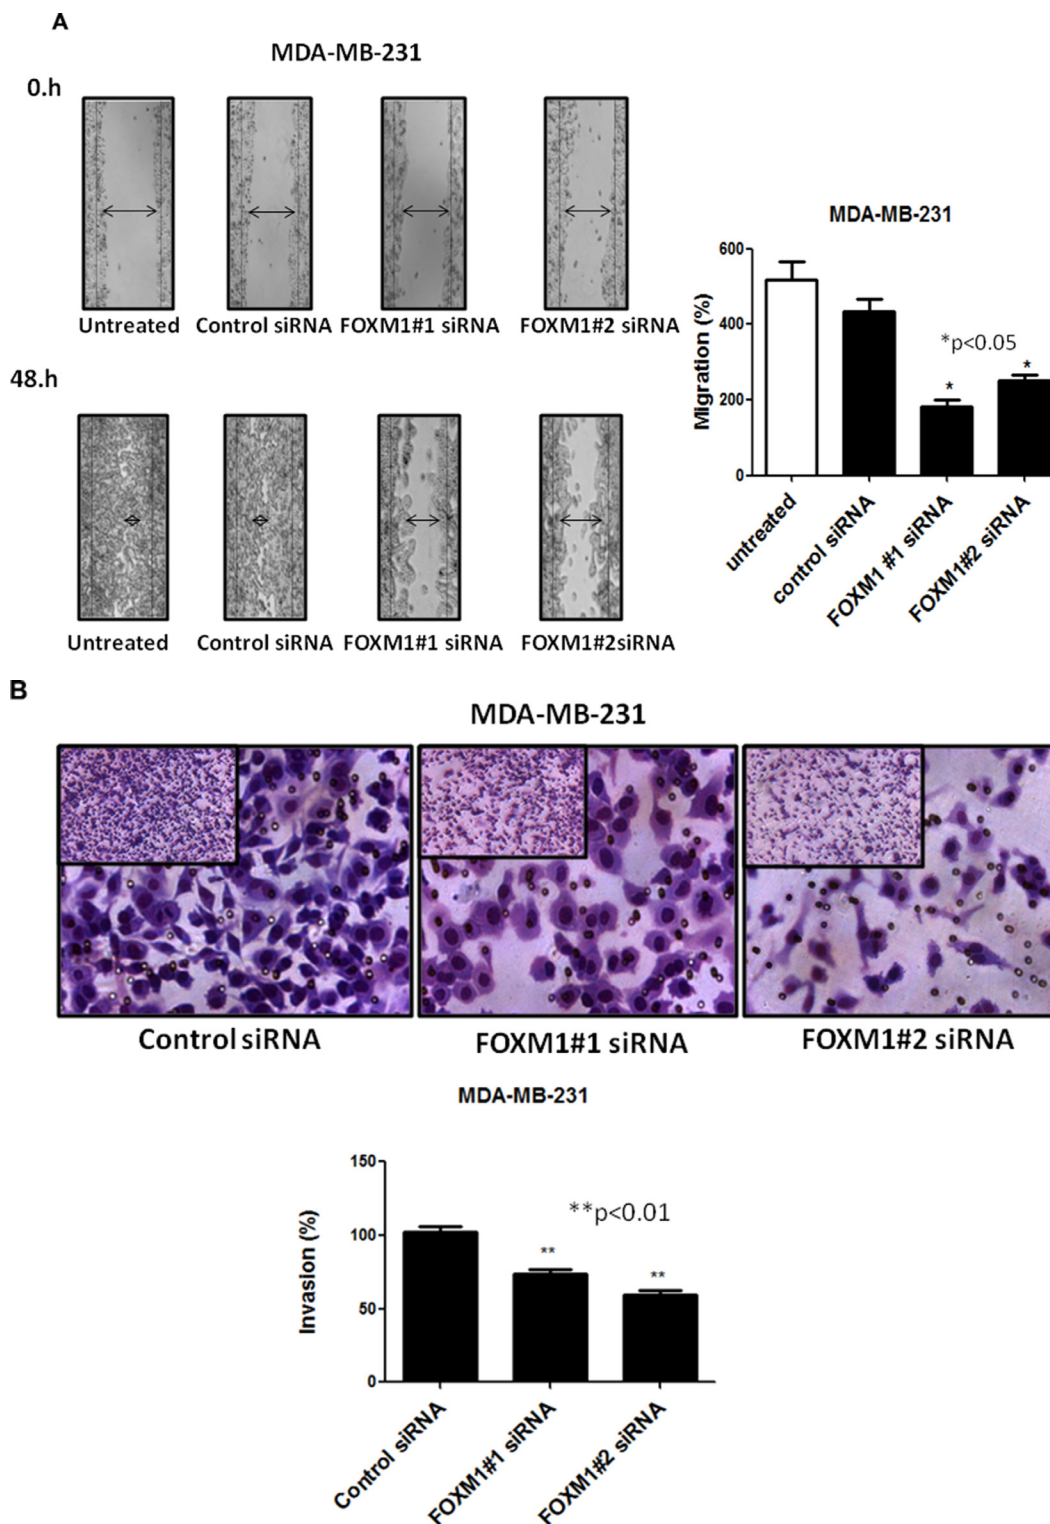 A
MDA-MB-231
0.h
Untreated
Control siRNA
FOXM1#1 siRNA
FOXM1#2 siRNA
48.h
Untreated
Control siRNA
FOXM1#1 siRNA
FOXM1#2siRNA
MDA-MB-231
Migration (%)
600
400
200
0
*p<0.05
*
*
untreated
control siRNA
FOXM1 #1 siRNA
FOXM1#2 siRNA
B
MDA-MB-231
Control siRNA
FOXM1#1 siRNA
FOXM1#2 siRNA
MDA-MB-231
Invasion (%)
150
100
50
0
**p<0.01
**
**
Control siRNA
FOXM1#1 siRNA
FOXM1#2 siRNA